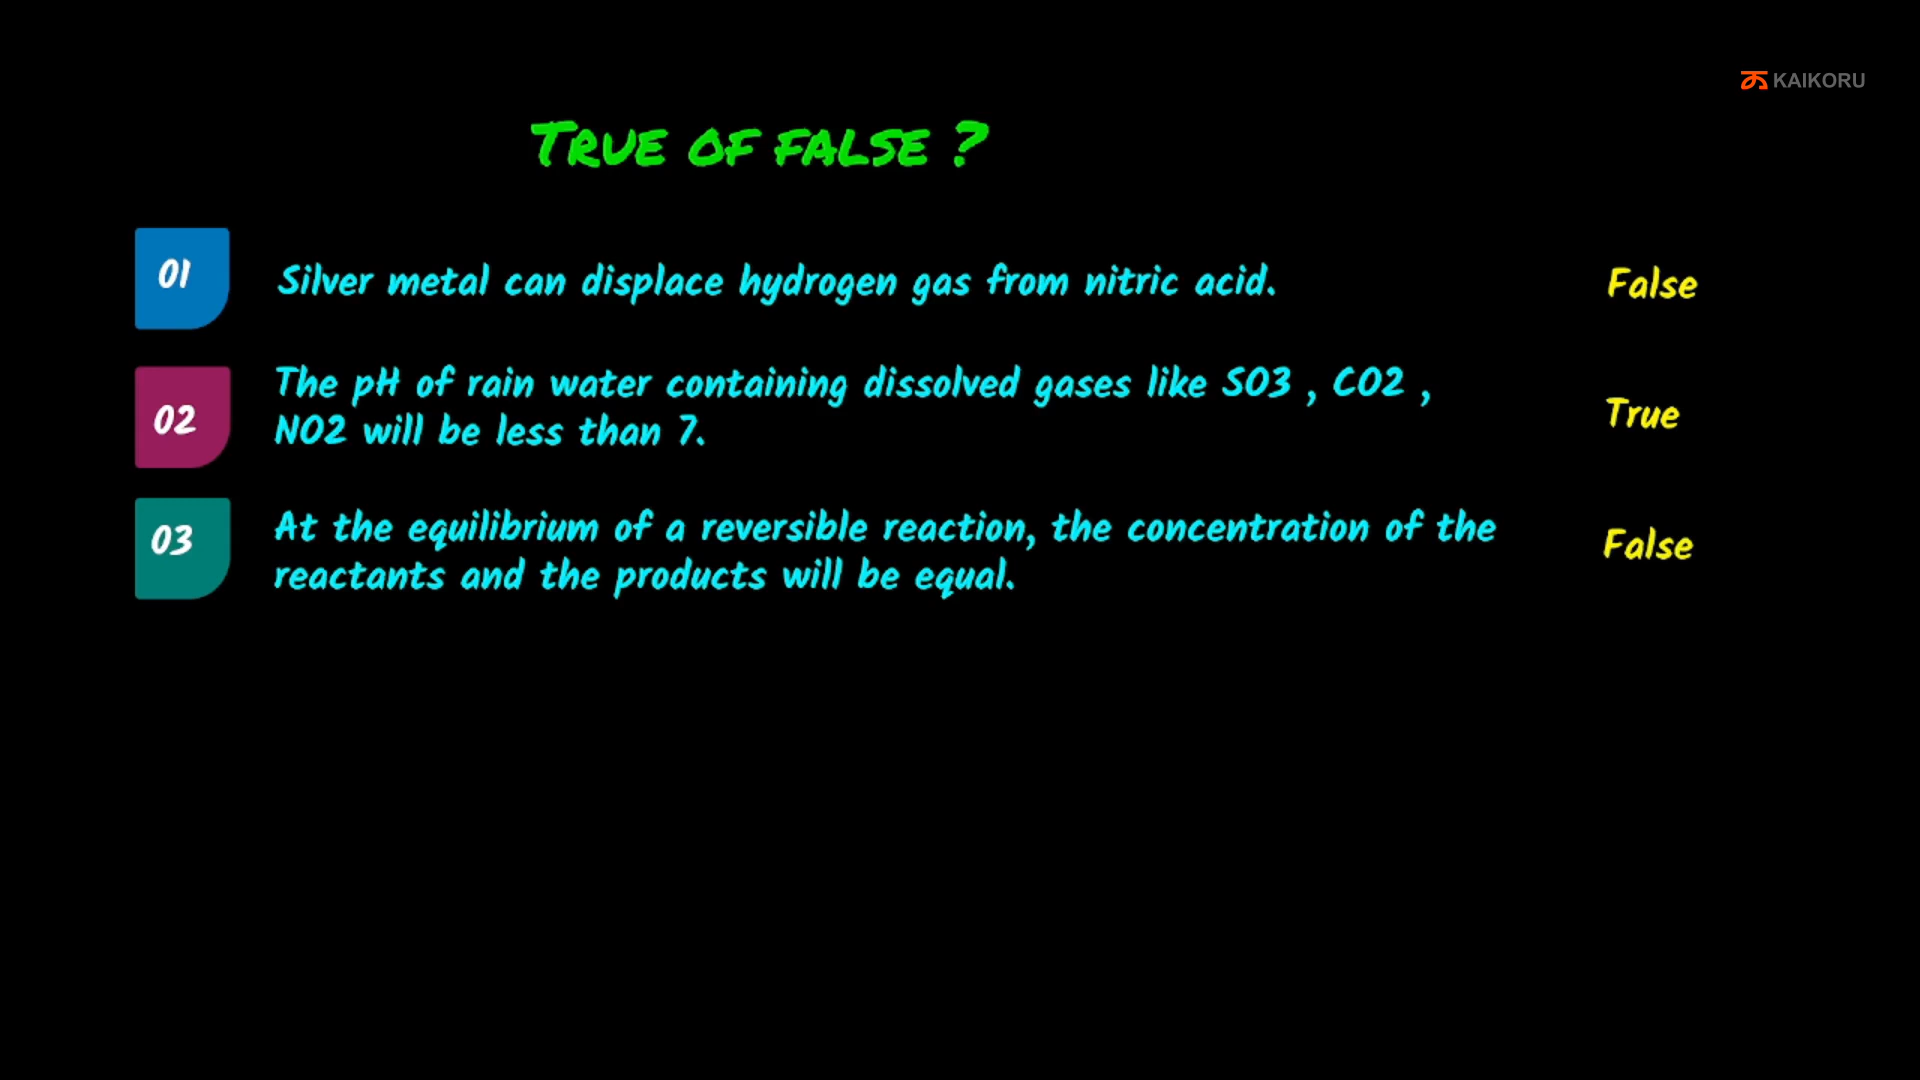 KAIKORU
TRUE OF FALSE ?
01
Silver metal can displace hydrogen gas from nitric acid.
False
02
The pH of rain water containing dissolved gases like SO3 , CO2 ,
NO2 will be less than 7.
True
03
At the equilibrium of a reversible reaction, the concentration of the
reactants and the products will be equal.
False